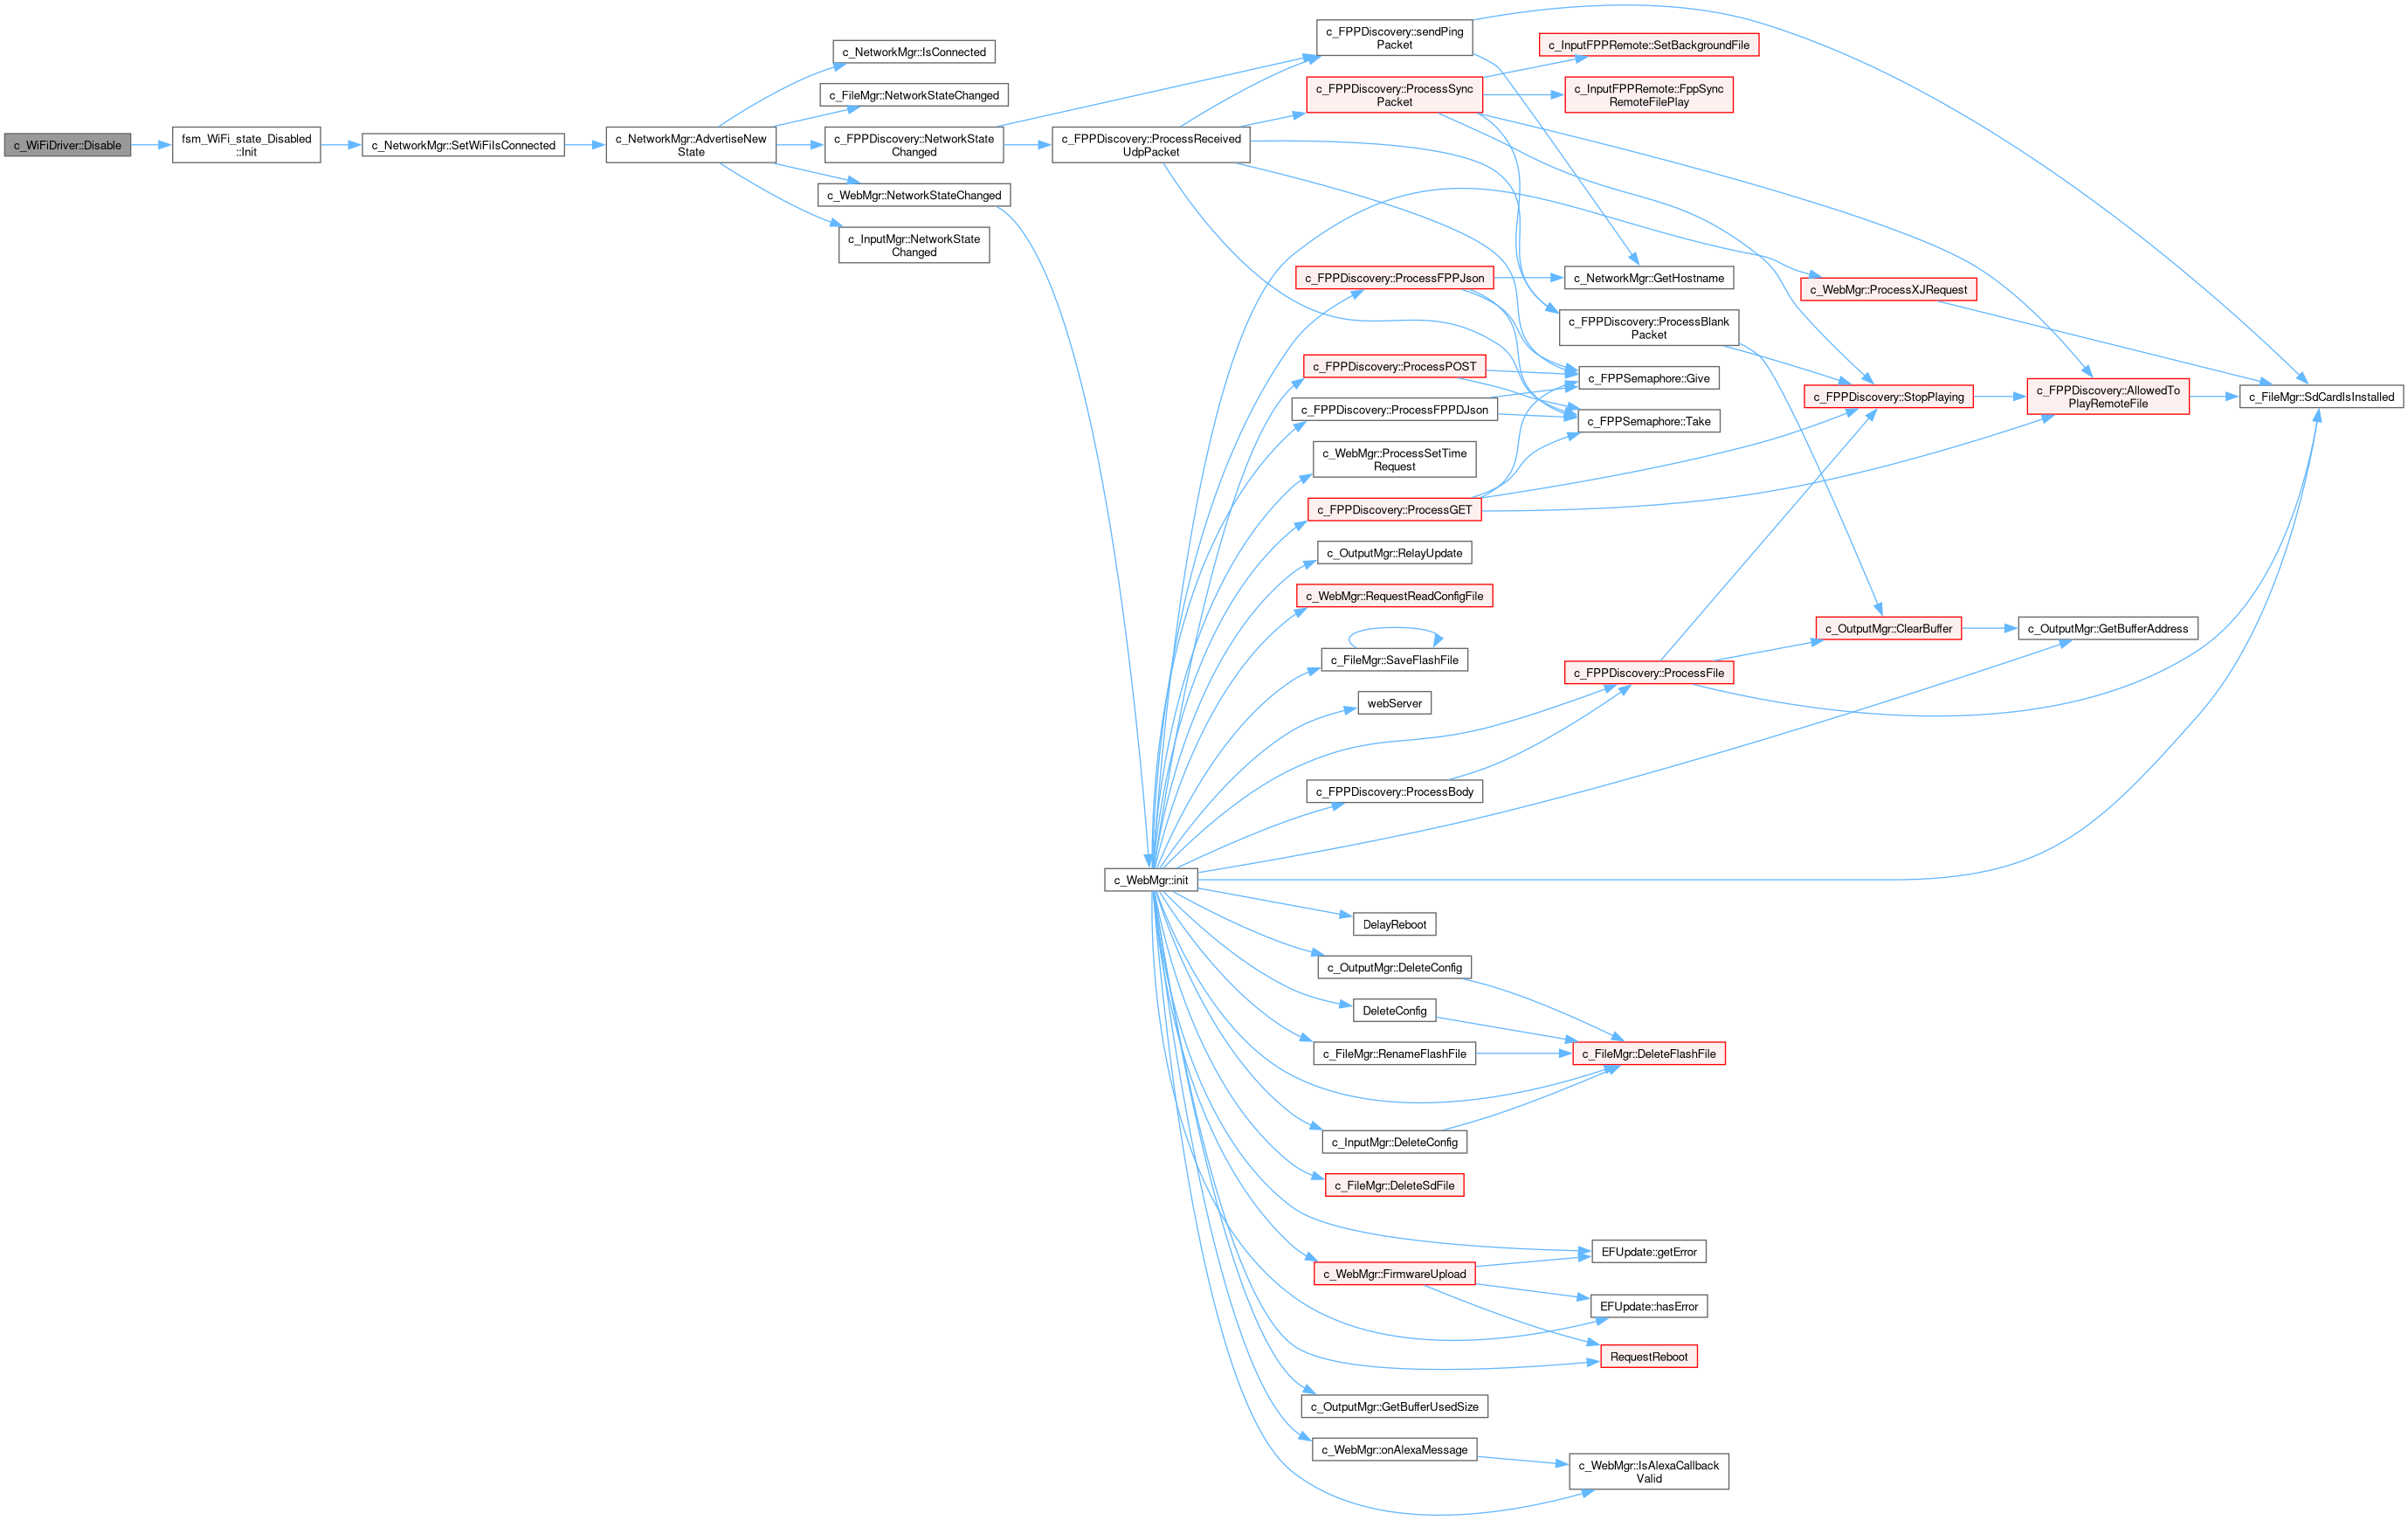 c_WiFiDriver::Disable
fsm_WiFi_state_Disabled
::Init
c_NetworkMgr::SetWiFiIsConnected
c_NetworkMgr::AdvertiseNew
State
c_NetworkMgr::IsConnected
c_FileMgr::NetworkStateChanged
c_FPPDiscovery::NetworkState
Changed
c_WebMgr::NetworkStateChanged
c_InputMgr::NetworkState
Changed
c_FPPDiscovery::ProcessReceived
UdpPacket
c_WebMgr::init
c_FPPDiscovery::sendPing
Packet
c_FPPDiscovery::ProcessSync
Packet
c_FPPDiscovery::ProcessFPPJson
c_FPPDiscovery::ProcessPOST
c_FPPDiscovery::ProcessFPPDJson
c_WebMgr::ProcessSetTime
Request
c_FPPDiscovery::ProcessGET
c_OutputMgr::RelayUpdate
c_WebMgr::RequestReadConfigFile
c_FileMgr::SaveFlashFile
webServer
c_FPPDiscovery::ProcessBody
DelayReboot
c_OutputMgr::DeleteConfig
DeleteConfig
c_FileMgr::RenameFlashFile
c_InputMgr::DeleteConfig
c_FileMgr::DeleteSdFile
c_WebMgr::FirmwareUpload
c_OutputMgr::GetBufferUsedSize
c_WebMgr::onAlexaMessage
c_InputFPPRemote::SetBackgroundFile
c_InputFPPRemote::FppSync
RemoteFilePlay
c_NetworkMgr::GetHostname
c_FPPDiscovery::ProcessBlank
Packet
c_FPPSemaphore::Give
c_FPPSemaphore::Take
c_FPPDiscovery::ProcessFile
c_FileMgr::DeleteFlashFile
EFUpdate::getError
EFUpdate::hasError
RequestReboot
c_WebMgr::IsAlexaCallback
Valid
c_WebMgr::ProcessXJRequest
c_FPPDiscovery::StopPlaying
c_OutputMgr::ClearBuffer
c_FPPDiscovery::AllowedTo
PlayRemoteFile
c_OutputMgr::GetBufferAddress
c_FileMgr::SdCardIsInstalled